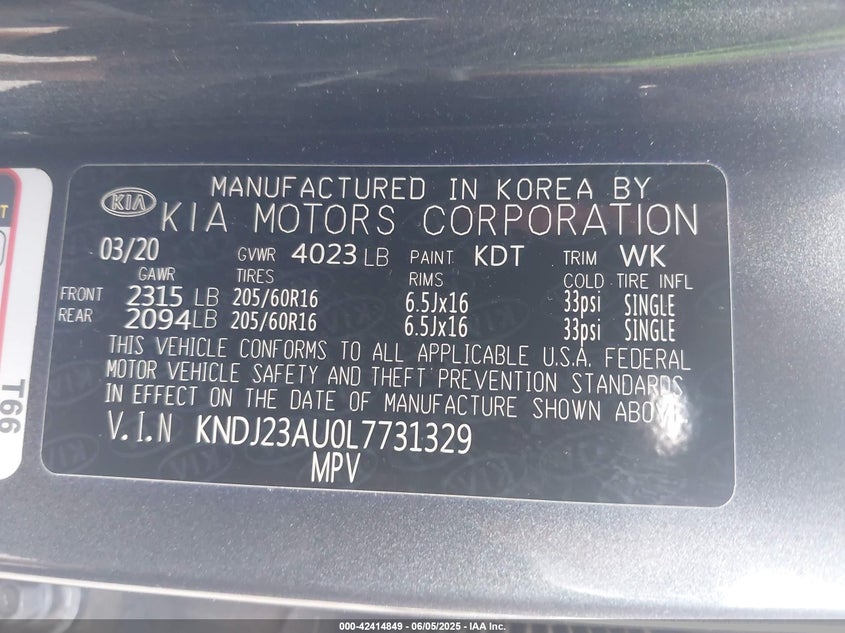 MANUFACTURED IN KOREA BY
KIA KIA MOTORS CORPORATION
03/20 GVWR 4023 LB PAINT KDT TRIM WK
GAWR TIRES RIMS COLD TIRE INFL
FRONT 2315 LB 205/60R16 6.5Jx16 33psi SINGLE
REAR 2094 LB 205/60R16 6.5Jx16 33psi SINGLE
THIS VEHICLE CONFORMS TO ALL APPLICABLE U.S.A. FEDERAL
MOTOR VEHICLE SAFETY AND THEFT PREVENTION STANDARDS
IN EFFECT ON THE DATE OF MANUFACTURE SHOWN ABOVE.
V.I.N KNDJ23AU0L7731329
MPV
T66
000-42414849 | 06/05/2025 - IAA Inc.